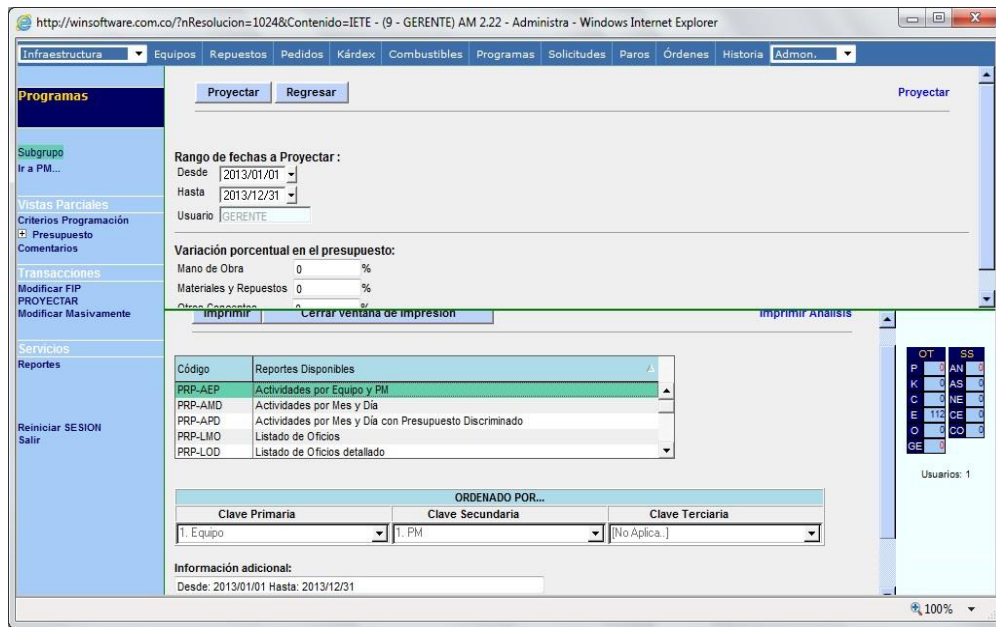 http://winsoftware.com.co/?nResolucion=1024&Contenido=IETE - (9 - GERENTE) AM 2.22 - Administra - Windows Internet Explorer
Infraestructura Equipos Repuestos Pedidos Kárdex Combustibles Programas Solicitudes Paros Órdenes Historia Admon.
Programas
Subgrupo
Ir a PM...
Vistas Parciales
Criterios Programación
Presupuesto
Comentarios
Transacciones
Modificar FIP
PROYECTAR
Modificar Masivamente
Servicios
Reportes
Reiniciar SESION
Salir
Proyectar Regresar Proyectar
Rango de fechas a Proyectar :
Desde 2013/01/01
Hasta 2013/12/31
Usuario GERENTE
Variación porcentual en el presupuesto:
Mano de Obra 0 %
Materiales y Repuestos 0 %
Otros Conceptos 0 %
Imprimir Cerrar ventana de impresión Imprimir Análisis
Código Reportes Disponibles
PRP-AEP Actividades por Equipo y PM
PRP-AMD Actividades por Mes y Día
PRP-APD Actividades por Mes y Día con Presupuesto Discriminado
PRP-LMO Listado de Oficios
PRP-LOD Listado de Oficios detallado
ORDENADO POR...
Clave Primaria Clave Secundaria Clave Terciaria
1. Equipo 1. PM [No Aplica..]
Información adicional:
Desde: 2013/01/01 Hasta: 2013/12/31
OT SS
P 0 AN 0
K 0 AS 0
C 0 NE 0
E 112 CE 0
O 0 CO 0
GE 0
Usuarios: 1
100%